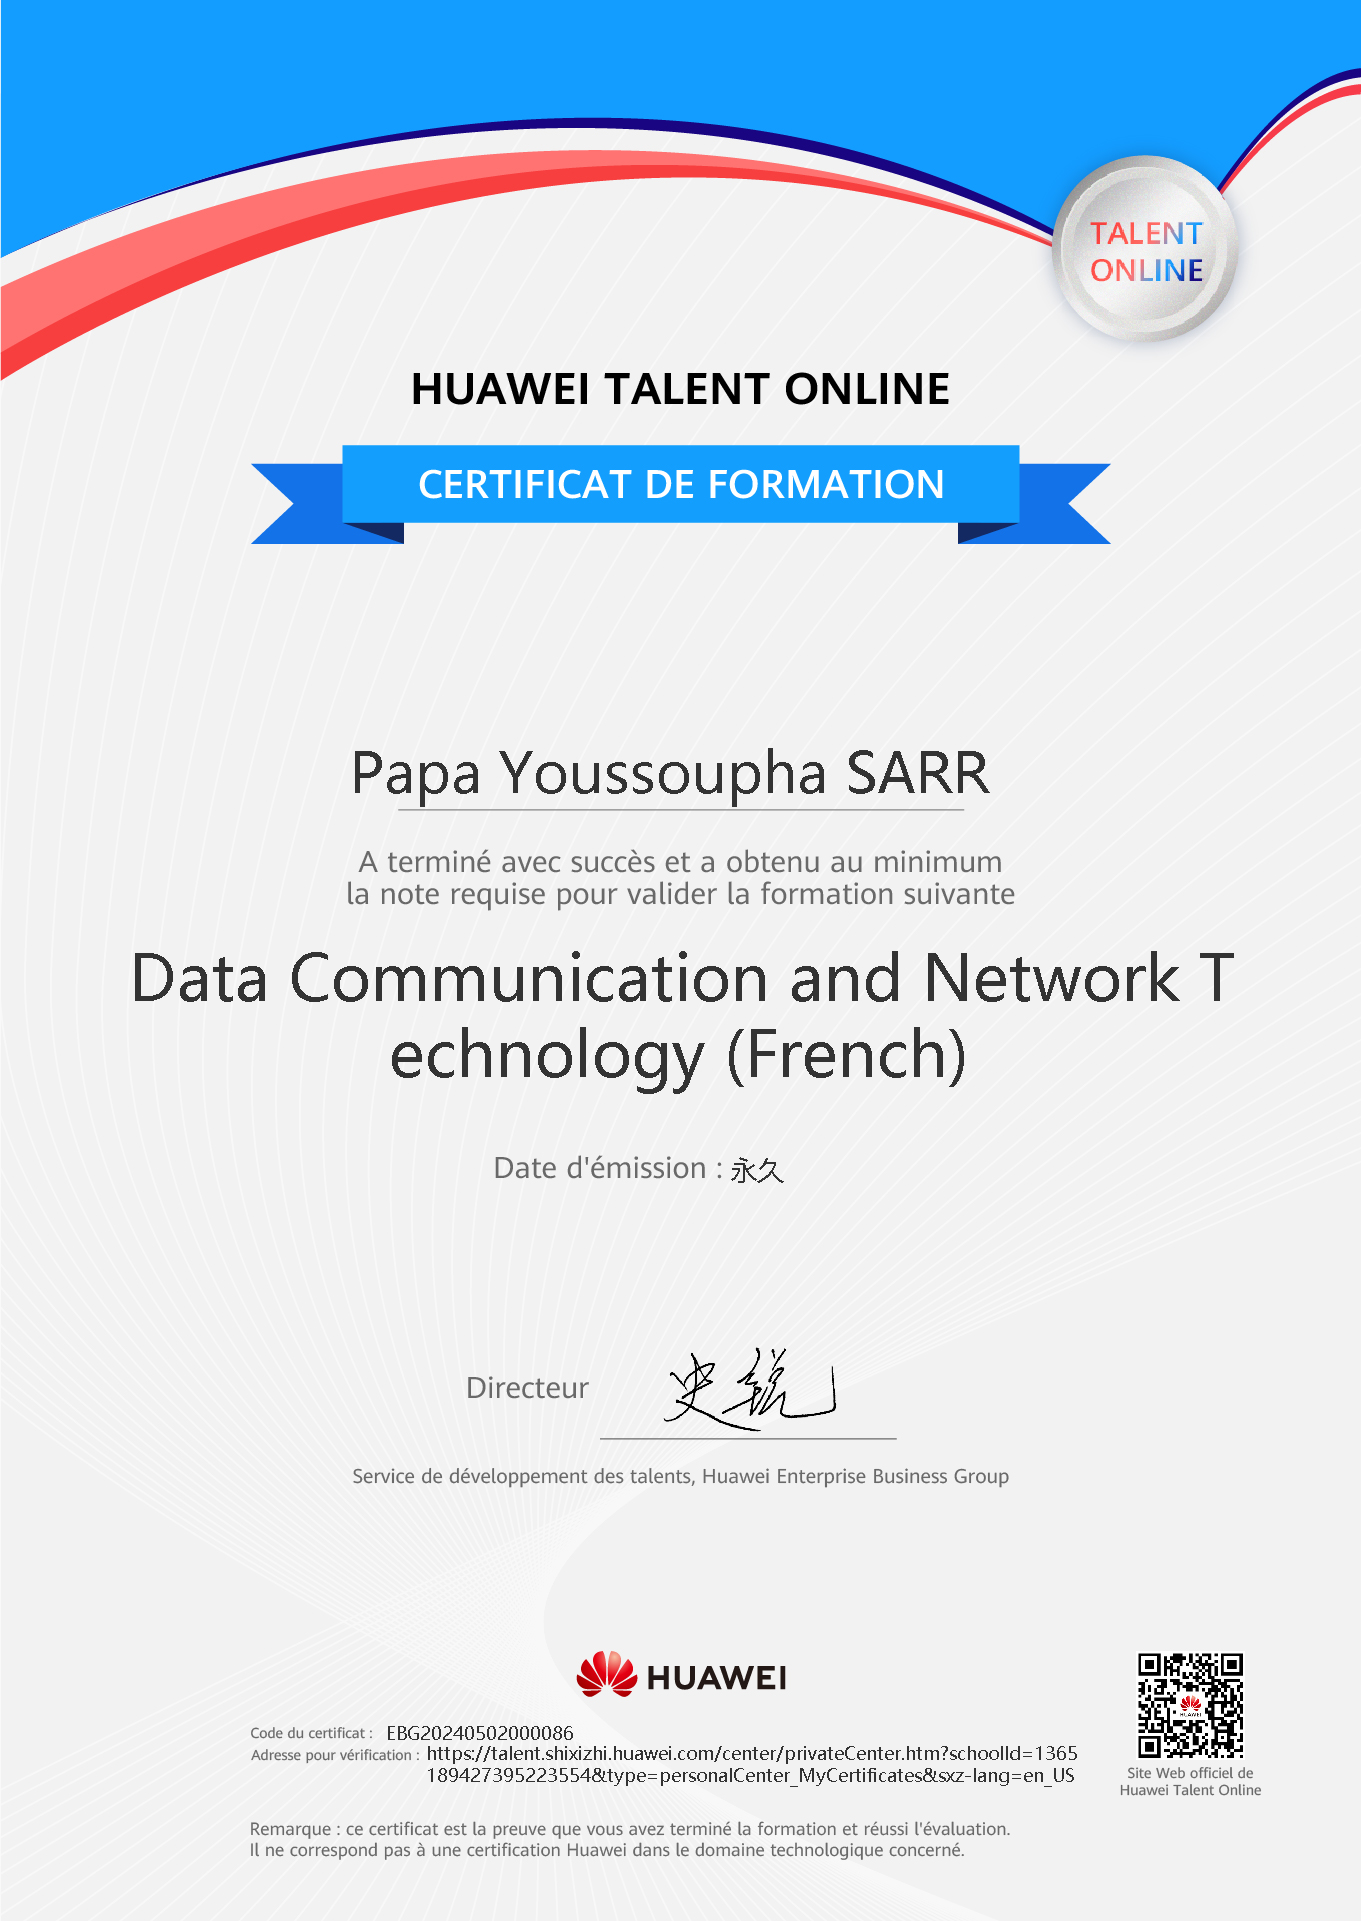 TALENT
ONLINE
HUAWEI TALENT ONLINE
CERTIFICAT DE FORMATION
Papa Youssoupha SARR
A terminé avec succès et a obtenu au minimum
la note requise pour valider la formation suivante
Data Communication and Network T
echnology (French)
Date d'émission : 永久
Directeur 史锐
Service de développement des talents, Huawei Enterprise Business Group
HUAWEI
HUAWEI
Code du certificat : EBG20240502000086
Adresse pour vérification : https://talent.shixizhi.huawei.com/center/privateCenter.htm?schoolId=1365
189427395223554&type=personalCenter_MyCertificates&sxz-lang=en_US
Site Web officiel de
Huawei Talent Online
Remarque : ce certificat est la preuve que vous avez terminé la formation et réussi l'évaluation.
Il ne correspond pas à une certification Huawei dans le domaine technologique concerné.